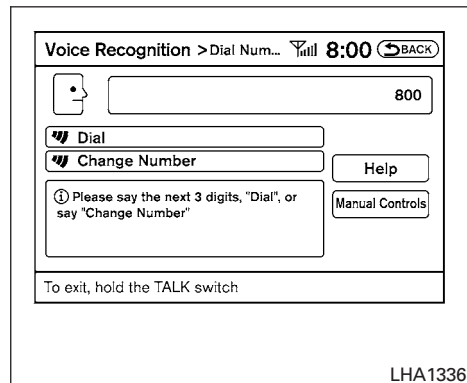 Voice Recognition >Dial Num... 8:00 BACK
800
Dial
Change Number
Help
Please say the next 3 digits, "Dial", or
say "Change Number"
Manual Controls
To exit, hold the TALK switch
LHA1336